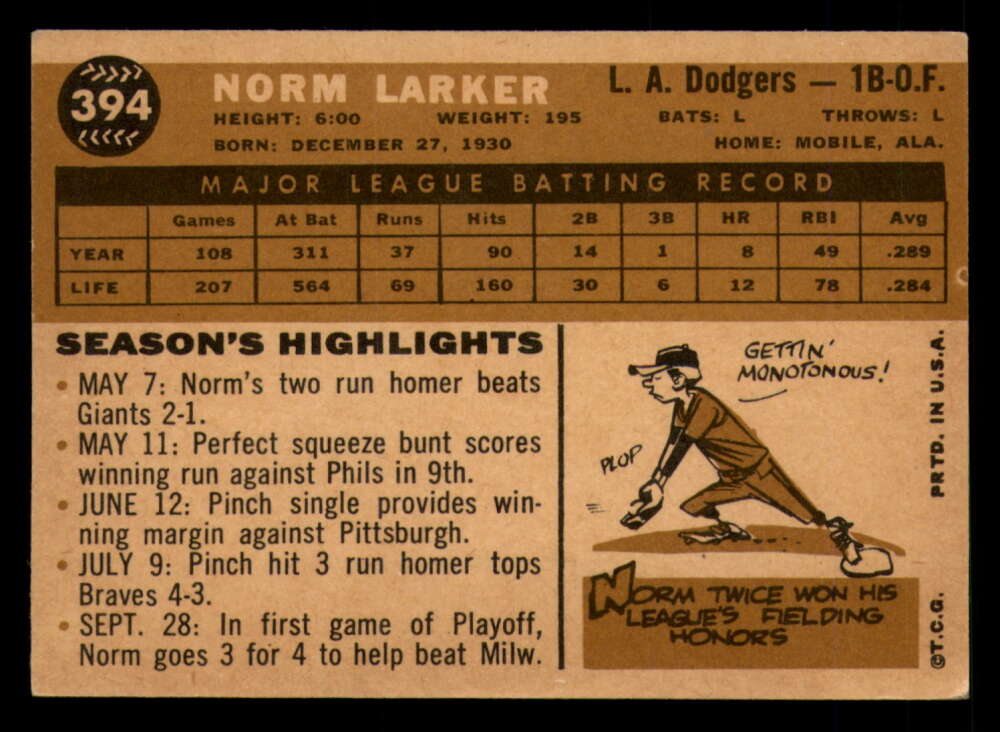 394
NORM LARKER
L. A. Dodgers — 1B-O.F.
HEIGHT: 6:00 WEIGHT: 195 BATS: L THROWS: L
BORN: DECEMBER 27, 1930 HOME: MOBILE, ALA.
MAJOR LEAGUE BATTING RECORD
Games At Bat Runs Hits 2B 3B HR RBI Avg
YEAR 108 311 37 90 14 1 8 49 .289
LIFE 207 564 69 160 30 6 12 78 .284
SEASON'S HIGHLIGHTS
• MAY 7: Norm's two run homer beats
Giants 2-1.
• MAY 11: Perfect squeeze bunt scores
winning run against Phils in 9th.
• JUNE 12: Pinch single provides win-
ning margin against Pittsburgh.
• JULY 9: Pinch hit 3 run homer tops
Braves 4-3.
• SEPT. 28: In first game of Playoff,
Norm goes 3 for 4 to help beat Milw.
GETTIN'
MONOTONOUS!
PLOP
NORM TWICE WON HIS
LEAGUE'S FIELDING
HONORS
©T.C.G. PRTD. IN U.S.A.